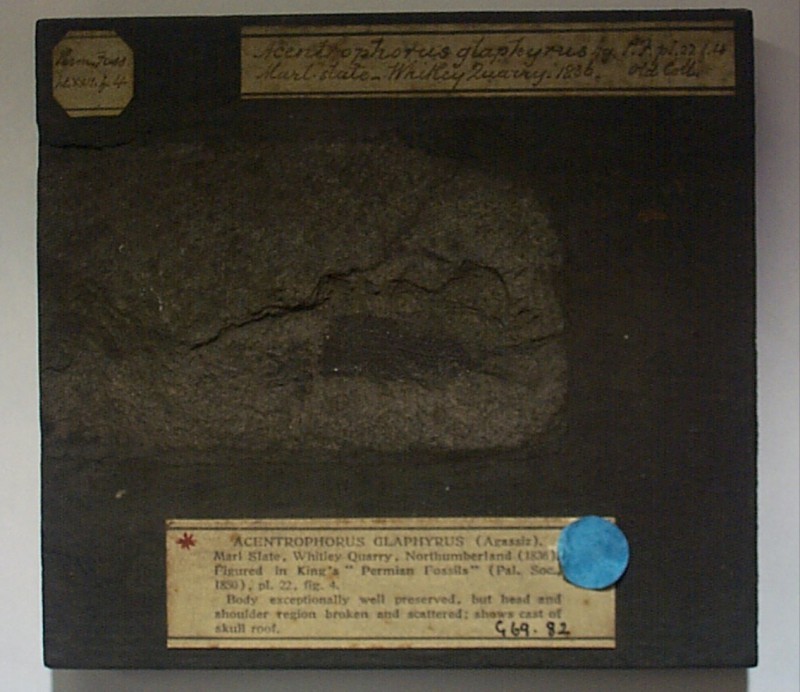 Perm. Foss
pl. XXII. f. 4.
Acentrophorus glaphyrus fig. P.F. pl. 22 f. 4
Marl-slate - Whitley Quarry. 1836. Old Coll.
ACENTROPHORUS GLAPHYRUS (Agassiz).
Marl Slate, Whitley Quarry, Northumberland (1836).
Figured in King's "Permian Fossils" (Pal. Soc.,
1850), pl. 22, fig. 4.
Body exceptionally well preserved, but head and
shoulder region broken and scattered; shows cast of
skull roof.
G69.82